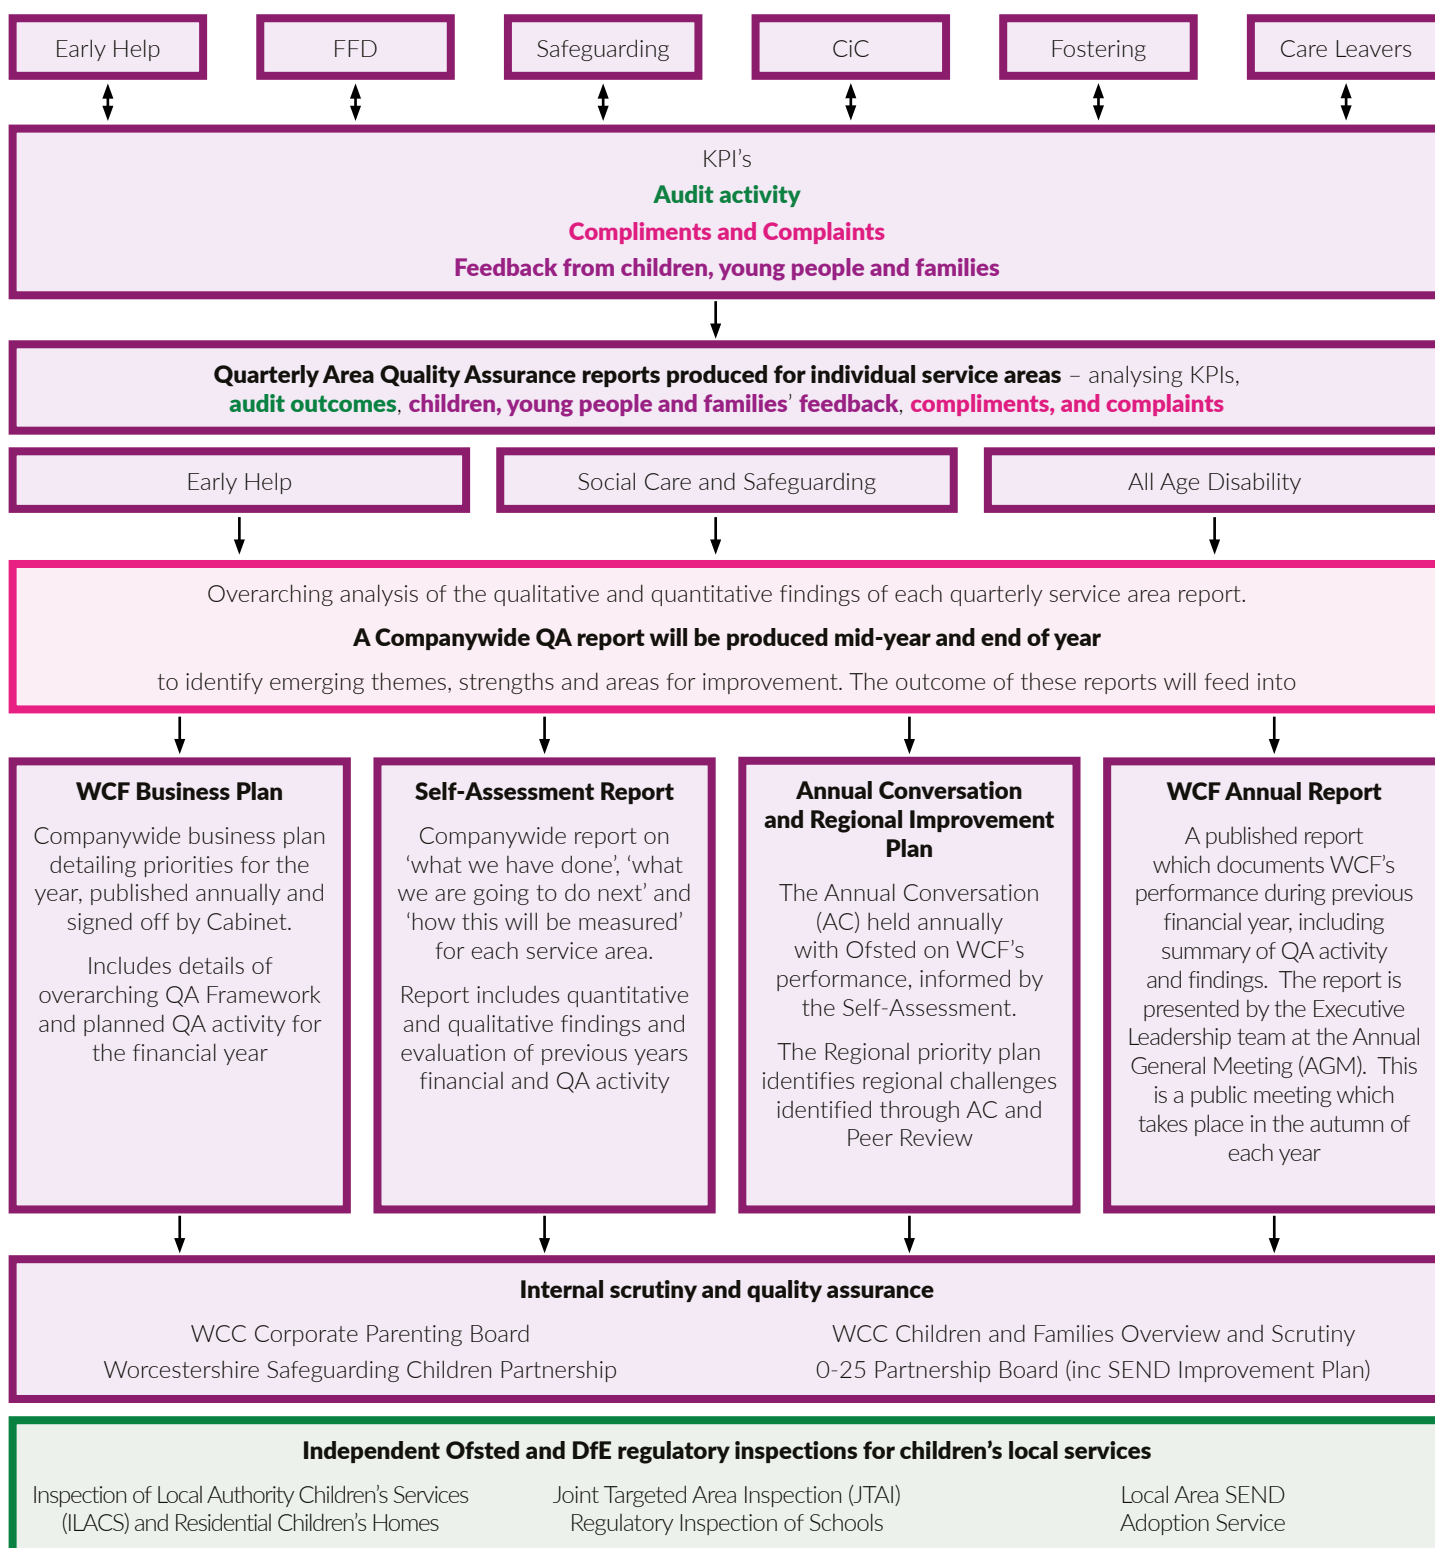 Early Help
FFD
Safeguarding
CiC
Fostering
Care Leavers
KPI’s
Audit activity
Compliments and Complaints
Feedback from children, young people and families
Quarterly Area Quality Assurance reports produced for individual service areas – analysing KPIs,
audit outcomes, children, young people and families’ feedback, compliments, and complaints
Early Help
Social Care and Safeguarding
All Age Disability
Overarching analysis of the qualitative and quantitative findings of each quarterly service area report.
A Companywide QA report will be produced mid-year and end of year
to identify emerging themes, strengths and areas for improvement. The outcome of these reports will feed into
WCF Business Plan
Companywide business plan
detailing priorities for the
year, published annually and
signed off by Cabinet.
Includes details of
overarching QA Framework
and planned QA activity for
the financial year
Self-Assessment Report
Companywide report on
‘what we have done’, ‘what
we are going to do next’ and
‘how this will be measured’
for each service area.
Report includes quantitative
and qualitative findings and
evaluation of previous years
financial and QA activity
Annual Conversation
and Regional Improvement
Plan
The Annual Conversation
(AC) held annually
with Ofsted on WCF’s
performance, informed by
the Self-Assessment.
The Regional priority plan
identifies regional challenges
identified through AC and
Peer Review
WCF Annual Report
A published report
which documents WCF’s
performance during previous
financial year, including
summary of QA activity
and findings. The report is
presented by the Executive
Leadership team at the Annual
General Meeting (AGM). This
is a public meeting which
takes place in the autumn of
each year
Internal scrutiny and quality assurance
WCC Corporate Parenting Board
Worcestershire Safeguarding Children Partnership
WCC Children and Families Overview and Scrutiny
0-25 Partnership Board (inc SEND Improvement Plan)
Independent Ofsted and DfE regulatory inspections for children’s local services
Inspection of Local Authority Children’s Services
(ILACS) and Residential Children’s Homes
Joint Targeted Area Inspection (JTAI)
Regulatory Inspection of Schools
Local Area SEND
Adoption Service